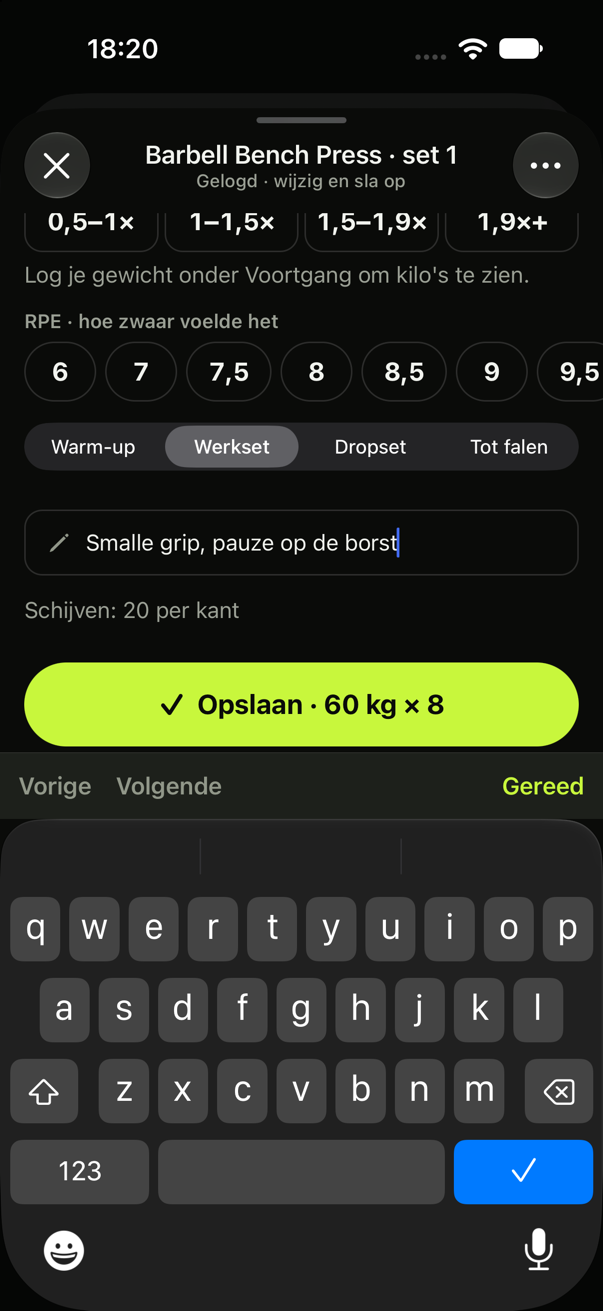 18:20
Barbell Bench Press · set 1
Gelogd · wijzig en sla op
0,5–1× 1–1,5× 1,5–1,9× 1,9×+
Log je gewicht onder Voortgang om kilo's te zien.
RPE · hoe zwaar voelde het
6 7 7,5 8 8,5 9 9,5
Warm-up Werkset Dropset Tot falen
Smalle grip, pauze op de borst
Schijven: 20 per kant
Opslaan · 60 kg × 8
Vorige Volgende Gereed
q w e r t y u i o p
a s d f g h j k l
z x c v b n m
123